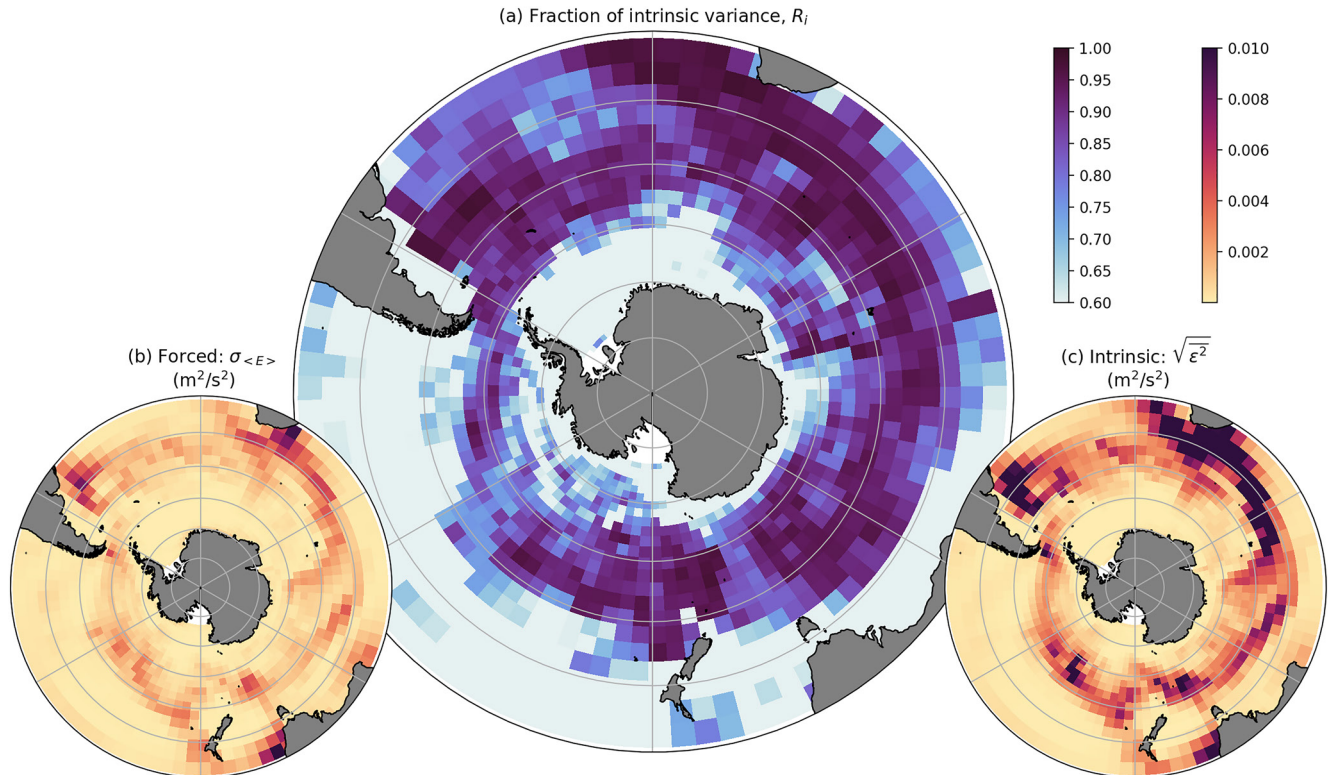 (a) Fraction of intrinsic variance, R_i
1.00
0.95
0.90
0.85
0.80
0.75
0.70
0.65
0.60
0.010
0.008
0.006
0.004
0.002
(b) Forced: σ_{<E>}
(m²/s²)
(c) Intrinsic: √\overline{ε²}
(m²/s²)